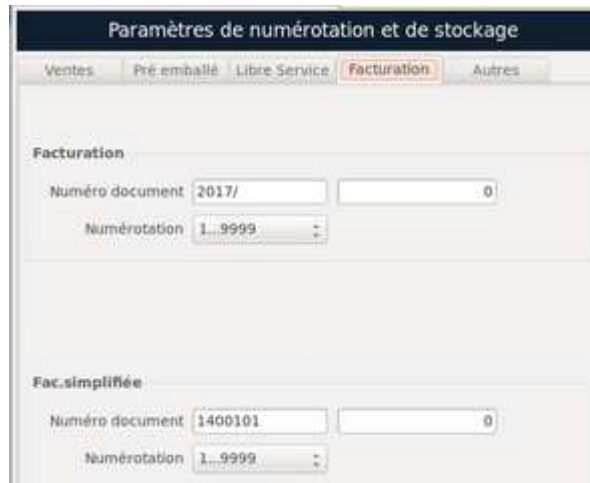 Paramètres de numérotation et de stockage
Ventes Pré emballé Libre Service Facturation Autres
Facturation
Numéro document 2017/ 0
Numérotation 1...9999
Fac.simplifiée
Numéro document 1400101 0
Numérotation 1...9999